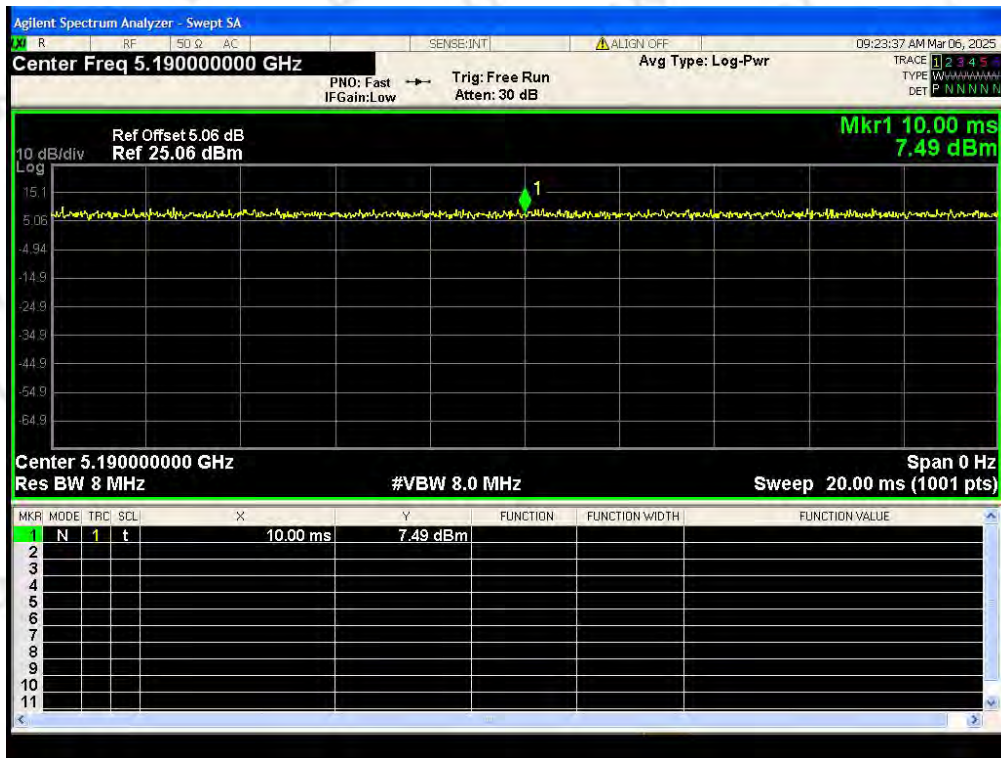 Agilent Spectrum Analyzer - Swept SA
LXI R RF 50 Ω AC SENSE:INT ALIGN OFF 09:23:37 AM Mar 06, 2025
Center Freq 5.190000000 GHz Avg Type: Log-Pwr TRACE 1 2 3 4 5 6
PNO: Fast Trig: Free Run TYPE WWWWWW
IFGain:Low Atten: 30 dB DET P N N N N N
Mkr1 10.00 ms
Ref Offset 5.06 dB
10 dB/div Ref 25.06 dBm 7.49 dBm
Log
15.1
1
5.06
-4.94
-14.9
-24.9
-34.9
-44.9
-54.9
-64.9
Center 5.190000000 GHz Span 0 Hz
Res BW 8 MHz #VBW 8.0 MHz Sweep 20.00 ms (1001 pts)
MKR MODE TRC SCL X Y FUNCTION FUNCTION WIDTH FUNCTION VALUE
1 N 1 t 10.00 ms 7.49 dBm
2
3
4
5
6
7
8
9
10
11